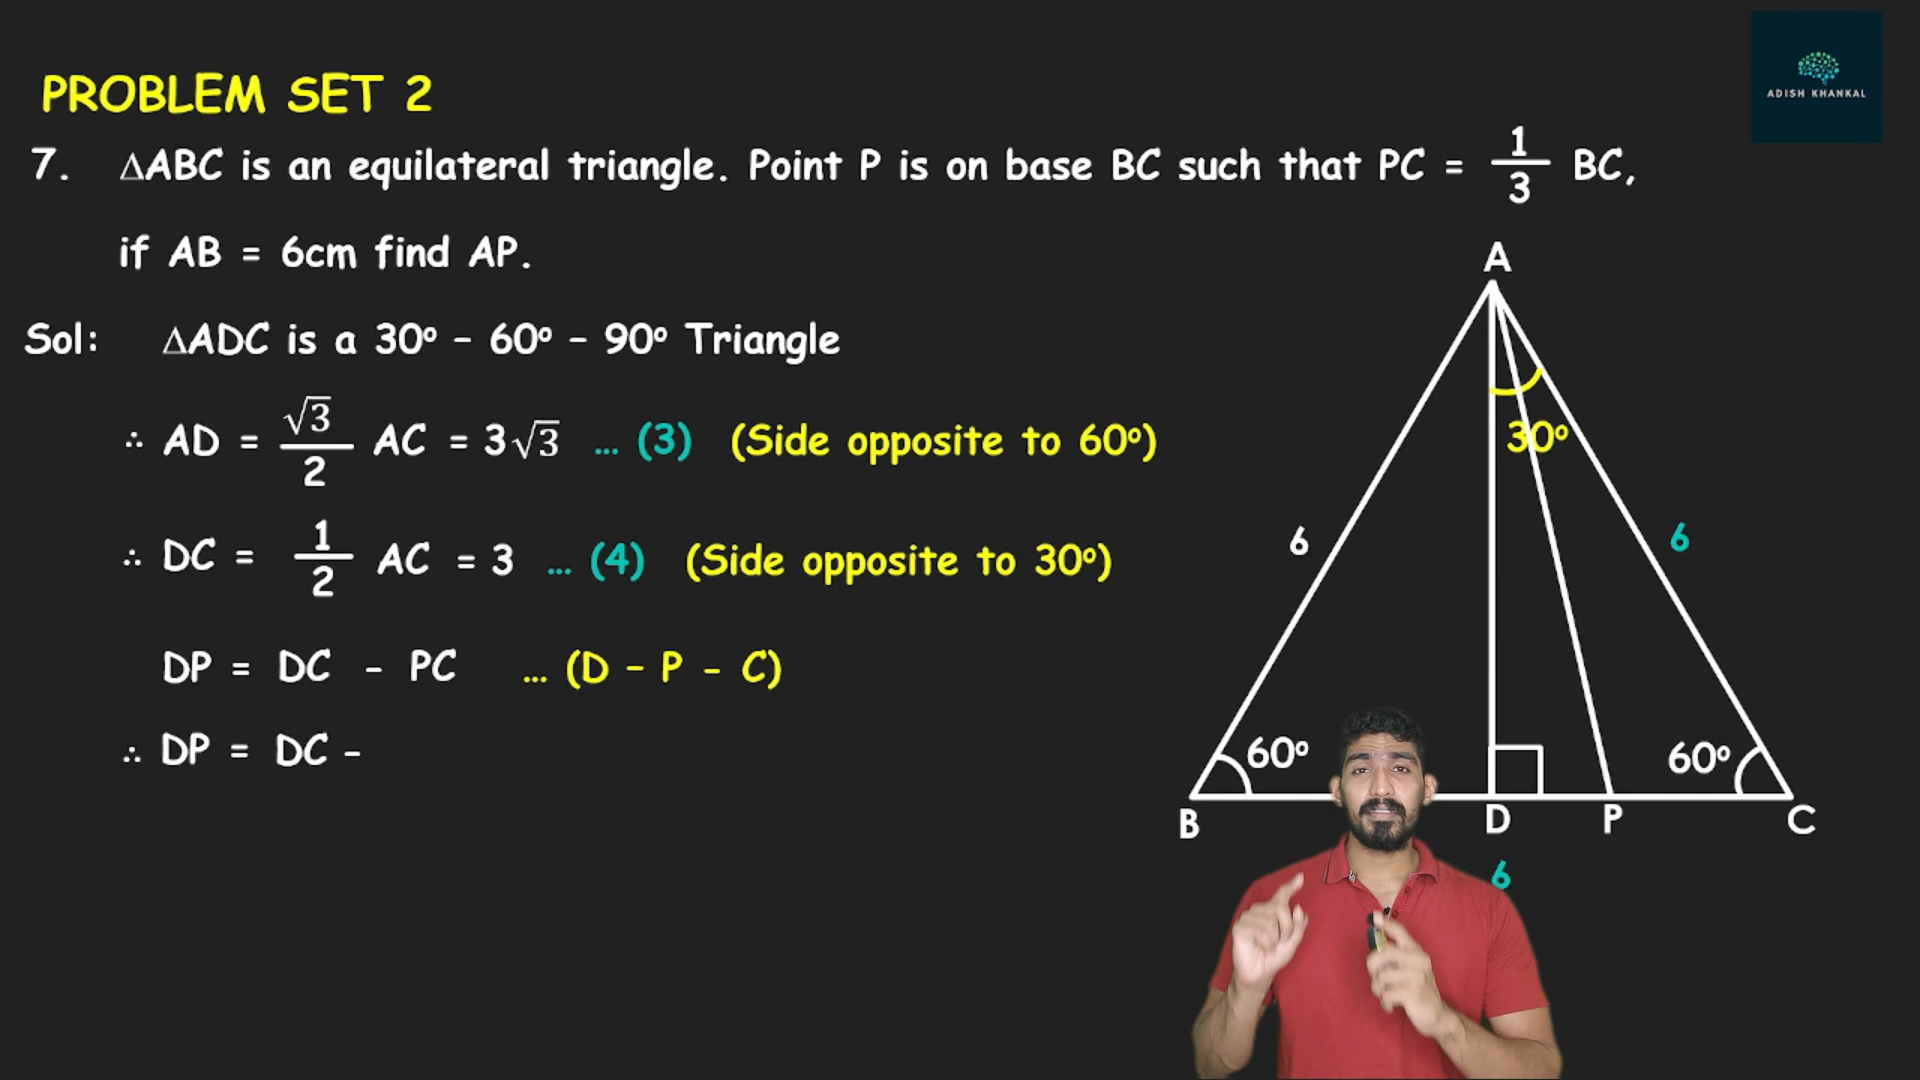 ADISH KHANKAL
PROBLEM SET 2
7. ∆ABC is an equilateral triangle. Point P is on base BC such that PC = 1/3 BC,
if AB = 6cm find AP.
Sol: ∆ADC is a 30° – 60° – 90° Triangle
∴ AD = √3/2 AC = 3√3 ... (3) (Side opposite to 60°)
∴ DC = 1/2 AC = 3 ... (4) (Side opposite to 30°)
DP = DC - PC ... (D – P - C)
∴ DP = DC -
A
30°
6
6
60°
60°
B
D
P
C
6